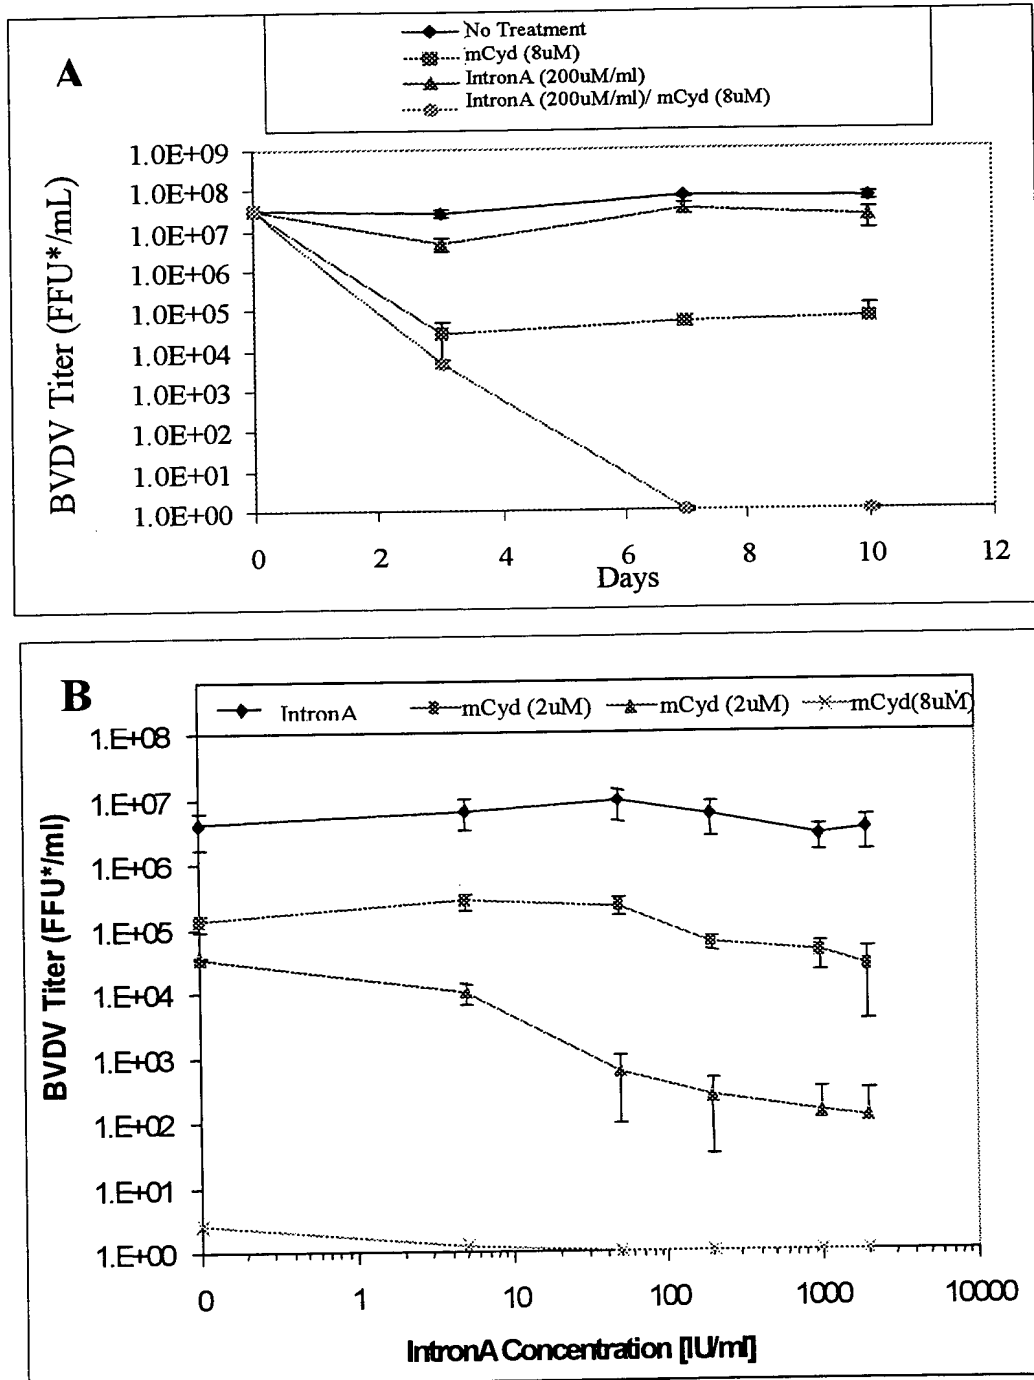 A
No Treatment
mCyd (8uM)
IntronA (200uM/ml)
IntronA (200uM/ml)/ mCyd (8uM)
BVDV Titer (FFU*/mL)
1.0E+09
1.0E+08
1.0E+07
1.0E+06
1.0E+05
1.0E+04
1.0E+03
1.0E+02
1.0E+01
1.0E+00
0 2 4 6 8 10 12
Days
B
IntronA mCyd (2uM) mCyd (2uM) mCyd(8uM)
BVDV Titer (FFU*/ml)
1.E+08
1.E+07
1.E+06
1.E+05
1.E+04
1.E+03
1.E+02
1.E+01
1.E+00
0 1 10 100 1000 10000
IntronA Concentration [IU/ml]